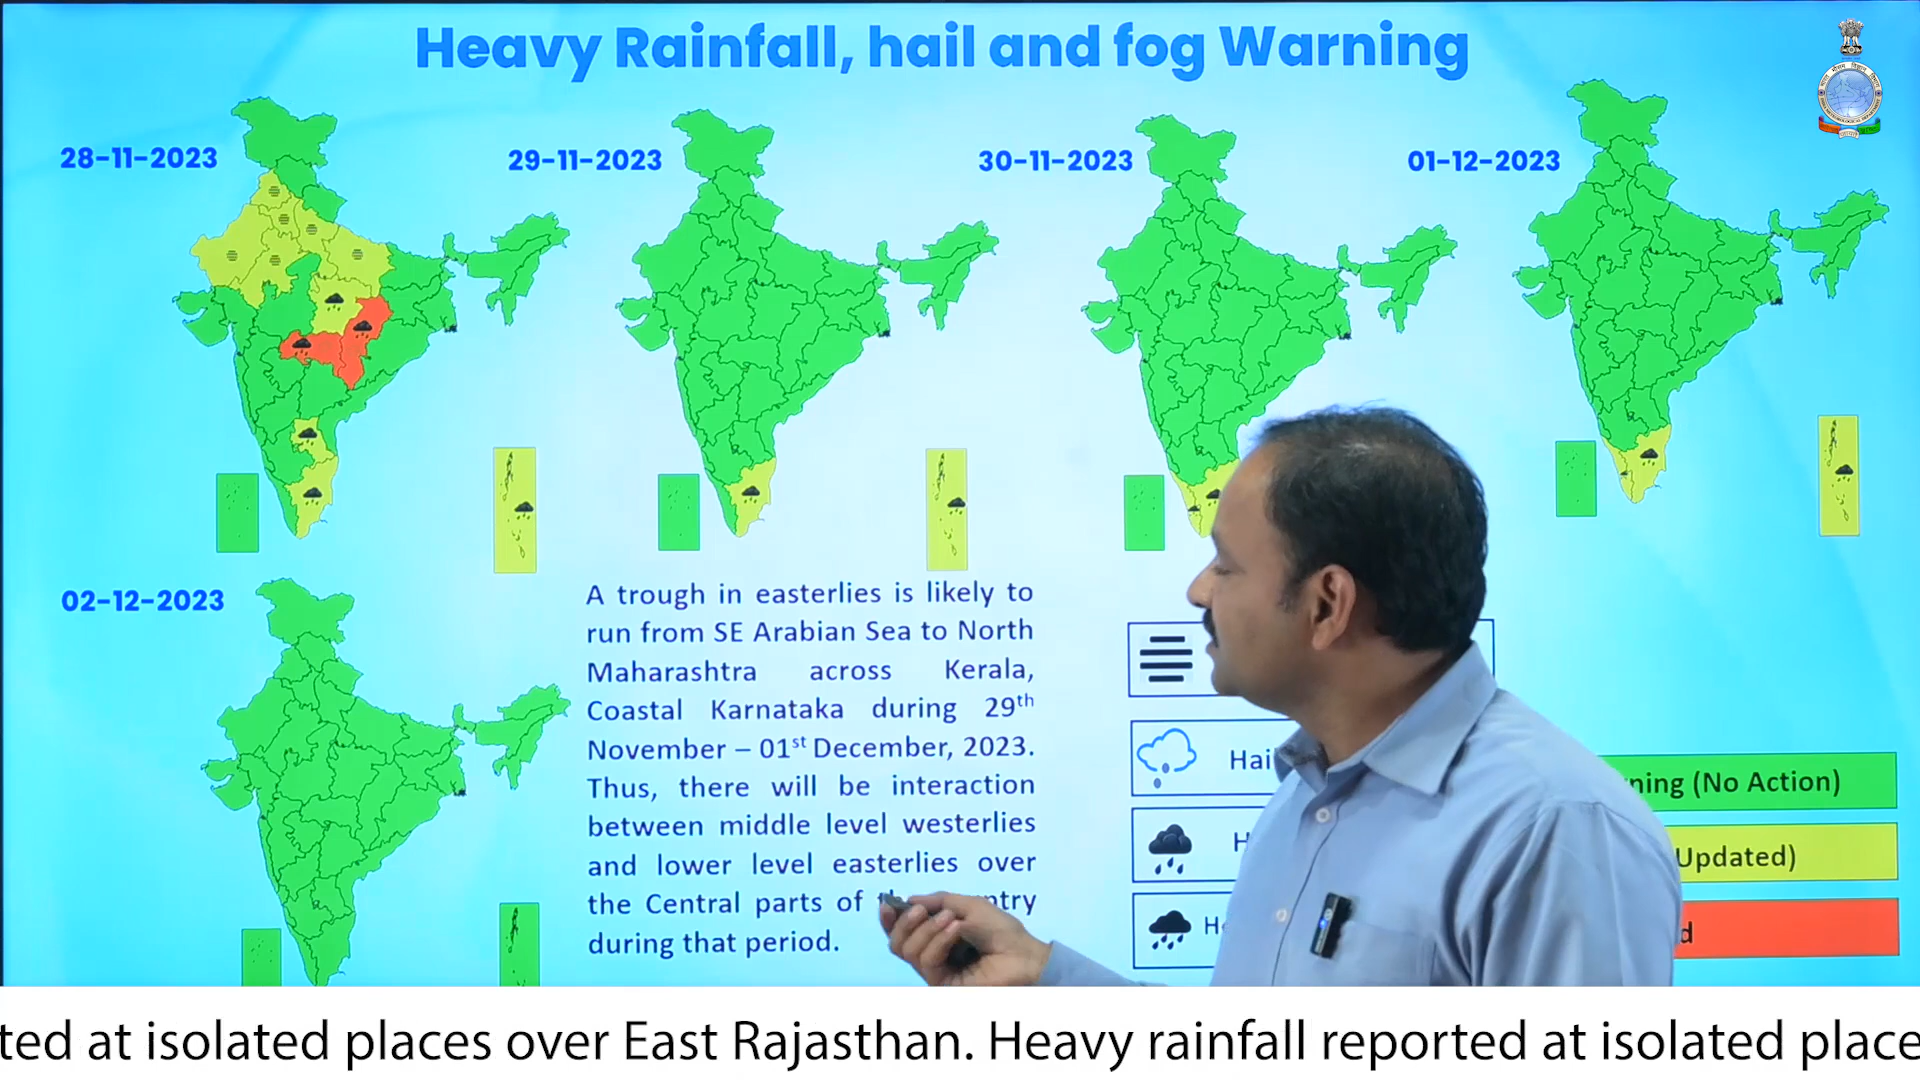 Heavy Rainfall, hail and fog Warning
28-11-2023
29-11-2023
30-11-2023
01-12-2023
02-12-2023
A trough in easterlies is likely to
run from SE Arabian Sea to North
Maharashtra across Kerala,
Coastal Karnataka during 29th
November – 01st December, 2023.
Thus, there will be interaction
between middle level westerlies
and lower level easterlies over
the Central parts of
during that period.
(No Action)
Updated)
ted at isolated places over East Rajasthan. Heavy rainfall reported at isolated place